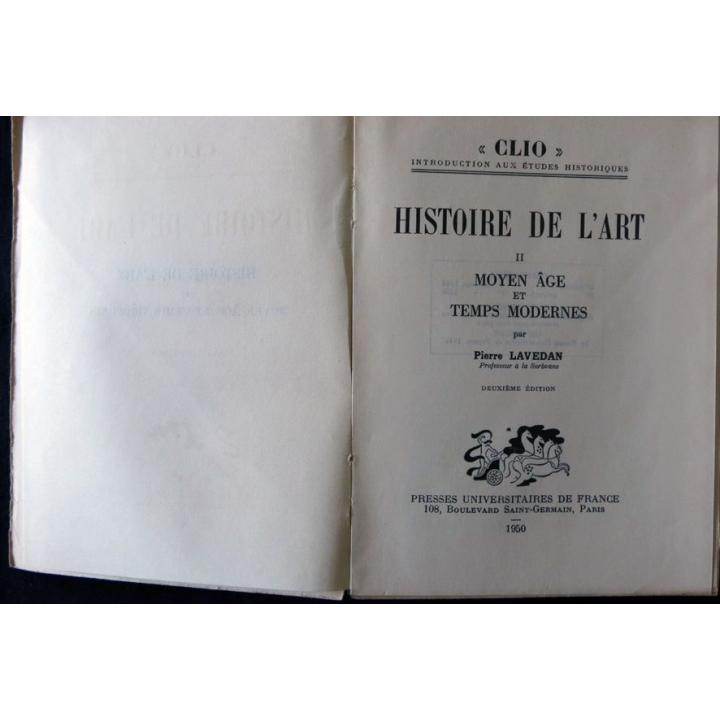 « CLIO »
INTRODUCTION AUX ÉTUDES HISTORIQUES
HISTOIRE DE L'ART
II
MOYEN ÂGE
ET
TEMPS MODERNES
par
Pierre LAVEDAN
Professeur à la Sorbonne
DEUXIÈME ÉDITION
PRESSES UNIVERSITAIRES DE FRANCE
108, BOULEVARD SAINT-GERMAIN, PARIS
—
1950